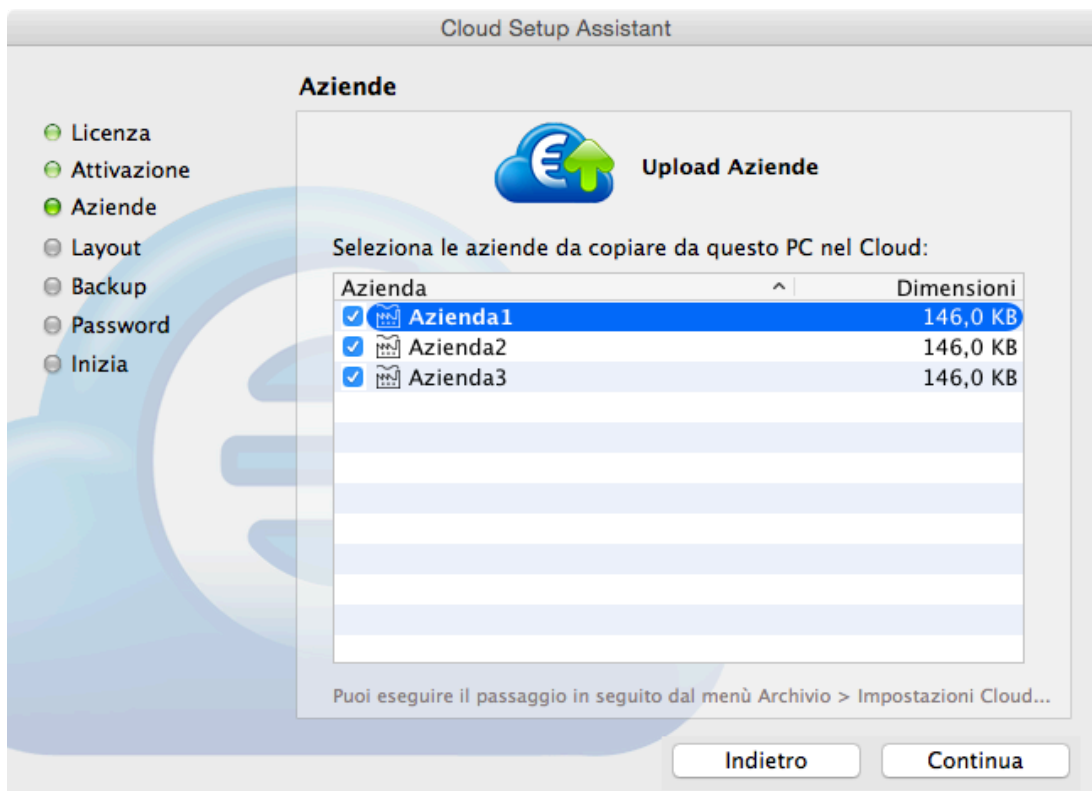 Cloud Setup Assistant
Aziende
Licenza
Attivazione
Aziende
Layout
Backup
Password
Inizia
Upload Aziende
Seleziona le aziende da copiare da questo PC nel Cloud:
Azienda Dimensioni
Azienda1 146,0 KB
Azienda2 146,0 KB
Azienda3 146,0 KB
Puoi eseguire il passaggio in seguito dal menù Archivio > Impostazioni Cloud...
Indietro Continua